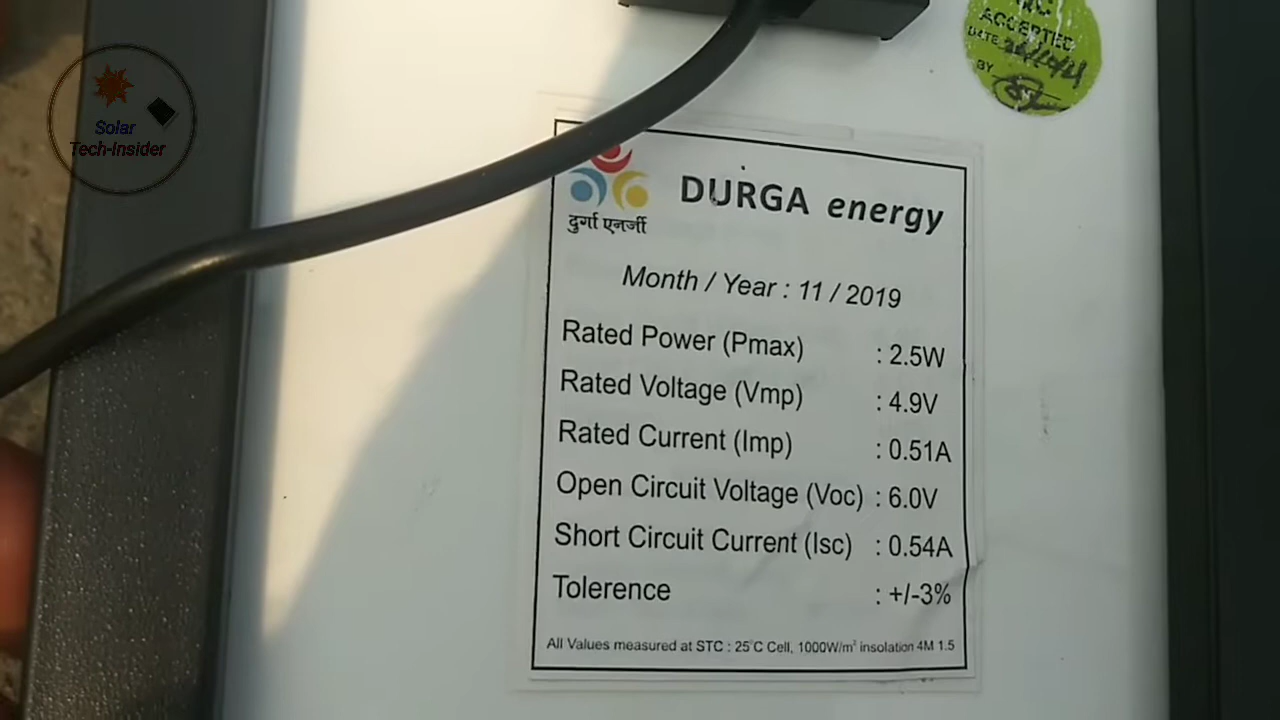 Solar
Tech-Insider
ACCEPTED
DATE
BY
DURGA energy
दुर्गा एनर्जी
Month / Year : 11 / 2019
Rated Power (Pmax) : 2.5W
Rated Voltage (Vmp) : 4.9V
Rated Current (Imp) : 0.51A
Open Circuit Voltage (Voc) : 6.0V
Short Circuit Current (Isc) : 0.54A
Tolerence : +/-3%
All Values measured at STC : 25°C Cell, 1000W/m² insolation 4M 1.5